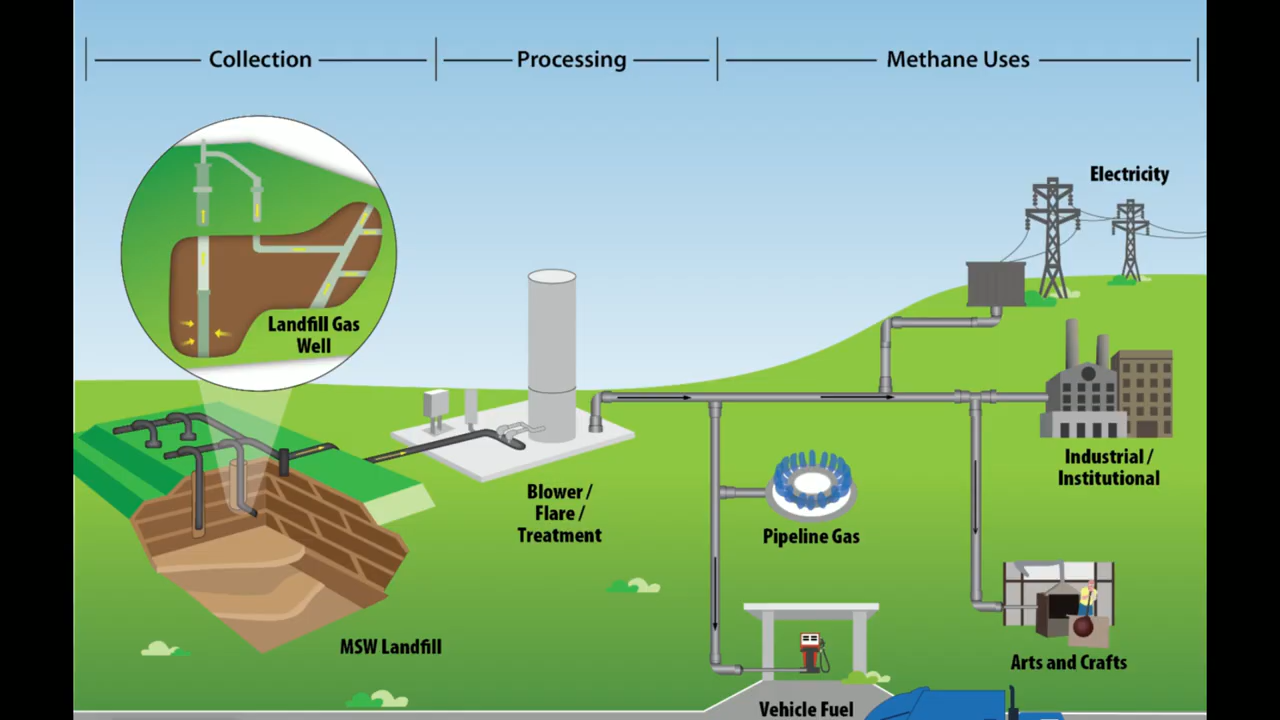 Collection
Processing
Methane Uses
Electricity
Landfill Gas
Well
Industrial /
Institutional
Blower /
Flare /
Treatment
Pipeline Gas
MSW Landfill
Arts and Crafts
Vehicle Fuel